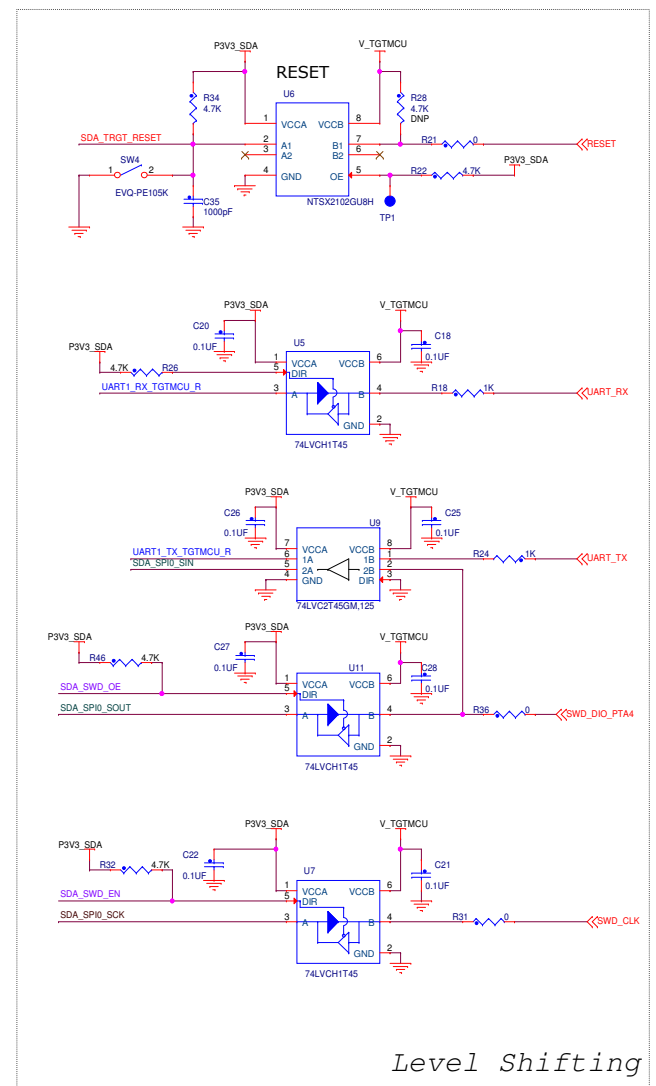 P3V3_SDA
V_TGTMCU
RESET
U6
R34
4.7K
R28
4.7K
DNP
1
VCCA
VCCB
8
SDA_TRGT_RESET
2
A1
B1
7
R21
0
RESET
3
A2
B2
6
R22
4.7K
P3V3_SDA
4
GND
OE
5
SW4
1
2
EVQ-PE105K
C35
1000pF
NTSX2102GU8H
TP1
P3V3_SDA
V_TGTMCU
C20
0.1UF
U5
C18
0.1UF
P3V3_SDA
4.7K
R26
1
VCCA
VCCB
6
5
DIR
UART1_RX_TGTMCU_R
3
A
B
4
R18
1K
UART_RX
GND
2
74LVCH1T45
P3V3_SDA
V_TGTMCU
C26
0.1UF
U9
C25
0.1UF
7
VCCA
VCCB
8
UART1_TX_TGTMCU_R
6
1A
1B
1
R24
1K
UART_TX
SDA_SPI0_SIN
5
2A
2B
2
4
GND
DIR
3
74LVC2T45GM,125
P3V3_SDA
V_TGTMCU
P3V3_SDA
C27
0.1UF
U11
C28
0.1UF
R46
4.7K
1
VCCA
VCCB
6
SDA_SWD_OE
5
DIR
SDA_SPI0_SOUT
3
A
B
4
R36
0
SWD_DIO_PTA4
GND
2
74LVCH1T45
P3V3_SDA
V_TGTMCU
P3V3_SDA
C22
0.1UF
U7
C21
0.1UF
R32
4.7K
1
VCCA
VCCB
6
SDA_SWD_EN
5
DIR
SDA_SPI0_SCK
3
A
B
4
R31
0
SWD_CLK
GND
2
74LVCH1T45
Level Shifting